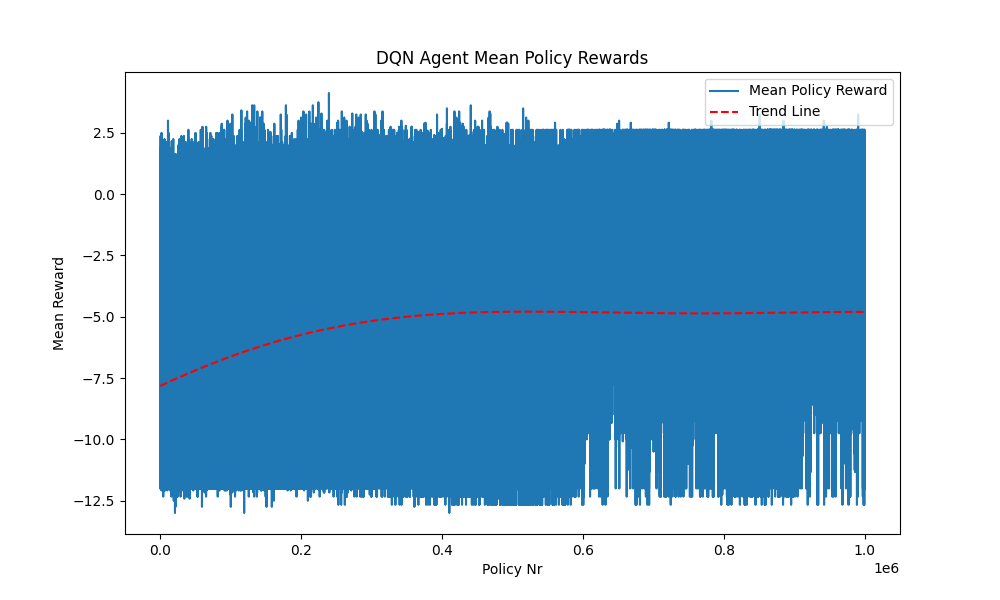 DQN Agent Mean Policy Rewards
Mean Policy Reward
Trend Line
Mean Reward
2.5
0.0
−2.5
−5.0
−7.5
−10.0
−12.5
0.0 0.2 0.4 0.6 0.8 1.0
1e6
Policy Nr